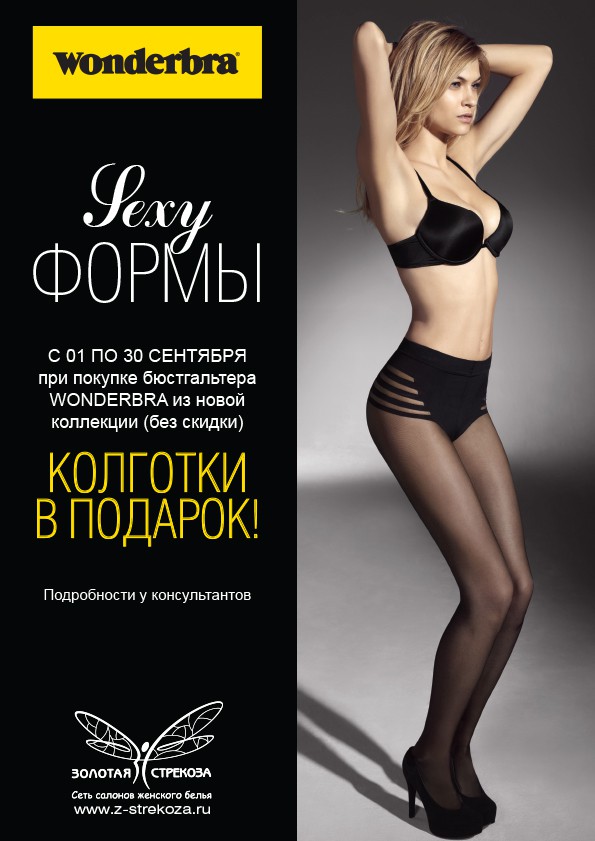 wonderbra®
Sexy
ФОРМЫ
С 01 ПО 30 СЕНТЯБРЯ
при покупке бюстгальтера
WONDERBRA из новой
коллекции (без скидки)
КОЛГОТКИ
В ПОДАРОК!
Подробности у консультантов
ЗОЛОТАЯ СТРЕКОЗА
Сеть салонов женского белья
www.z-strekoza.ru